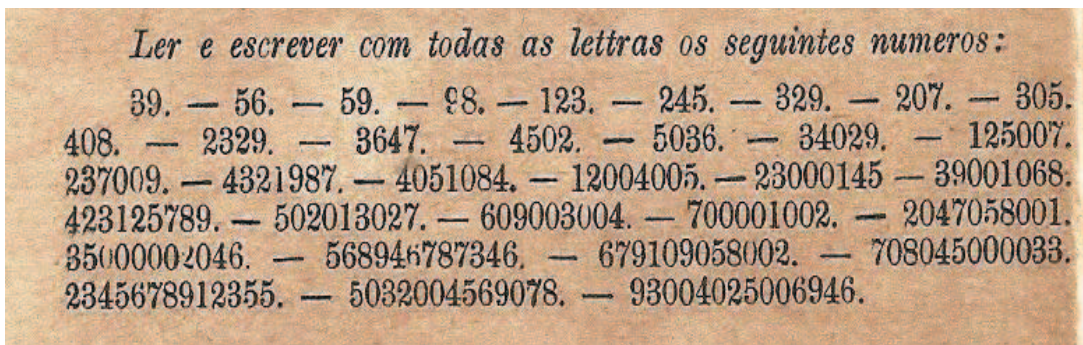 Ler e escrever com todas as lettras os seguintes numeros:
39. — 56. — 59. — 98. — 123. — 245. — 329. — 207. — 305.
408. — 2329. — 3647. — 4502. — 5036. — 34029. — 125007.
237009. — 4321987. — 4051084. — 12004005. — 23000145 — 39001068.
423125789. — 502013027. — 609003004. — 700001002. — 2047058001.
35000002046. — 568946787346. — 679109058002. — 708045000033.
2345678912355. — 5032004569078. — 93004025006946.